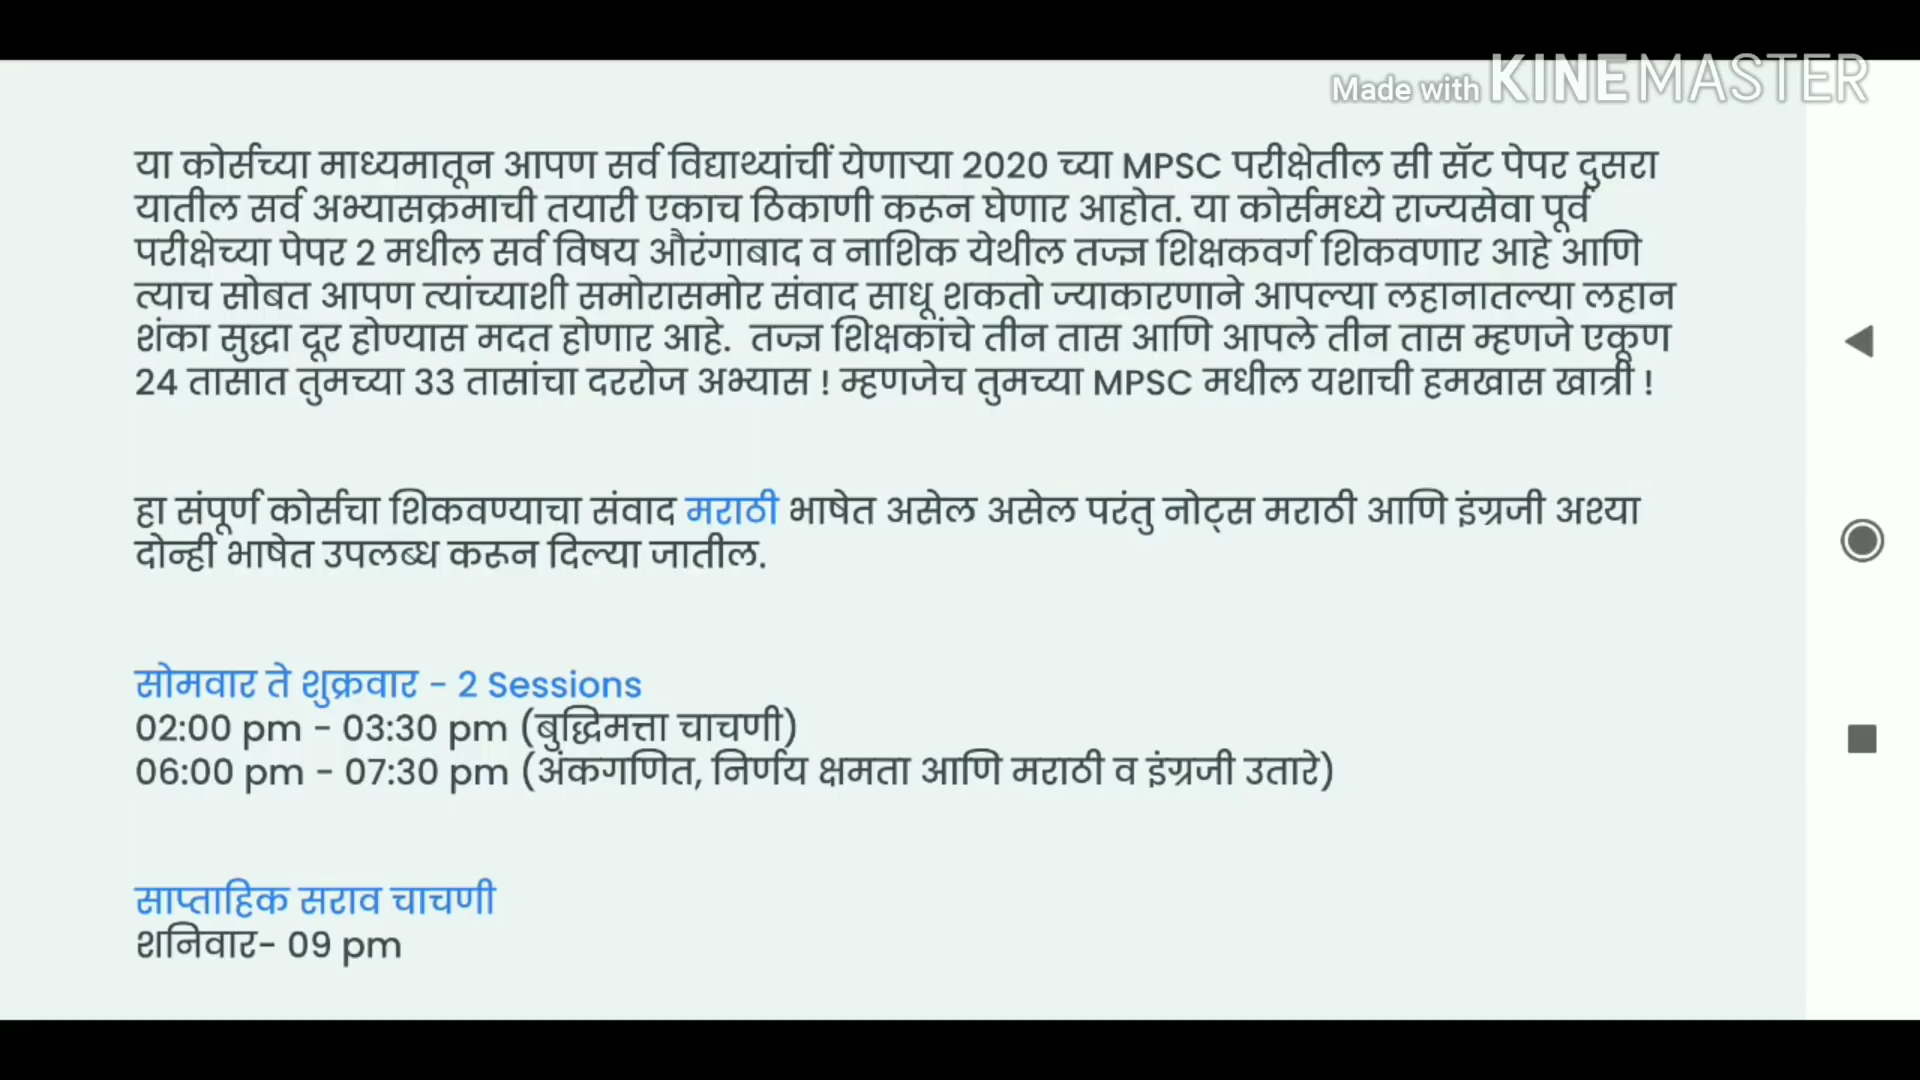 Made with KINEMASTER
या कोर्सच्या माध्यमातून आपण सर्व विद्यार्थ्यांचीं येणाऱ्या 2020 च्या MPSC परीक्षेतील सी सॅट पेपर दुसरा
यातील सर्व अभ्यासक्रमाची तयारी एकाच ठिकाणी करून घेणार आहोत. या कोर्समध्ये राज्यसेवा पूर्व
परीक्षेच्या पेपर 2 मधील सर्व विषय औरंगाबाद व नाशिक येथील तज्ज्ञ शिक्षकवर्ग शिकवणार आहे आणि
त्याच सोबत आपण त्यांच्याशी समोरासमोर संवाद साधू शकतो ज्याकारणाने आपल्या लहानातल्या लहान
शंका सुद्धा दूर होण्यास मदत होणार आहे. तज्ज्ञ शिक्षकांचे तीन तास आणि आपले तीन तास म्हणजे एकूण
24 तासात तुमच्या 33 तासांचा दररोज अभ्यास ! म्हणजेच तुमच्या MPSC मधील यशाची हमखास खात्री !
हा संपूर्ण कोर्सचा शिकवण्याचा संवाद मराठी भाषेत असेल असेल परंतु नोट्स मराठी आणि इंग्रजी अश्या
दोन्ही भाषेत उपलब्ध करून दिल्या जातील.
सोमवार ते शुक्रवार - 2 Sessions
02:00 pm - 03:30 pm (बुद्धिमत्ता चाचणी)
06:00 pm - 07:30 pm (अंकगणित, निर्णय क्षमता आणि मराठी व इंग्रजी उतारे)
साप्ताहिक सराव चाचणी
शनिवार- 09 pm